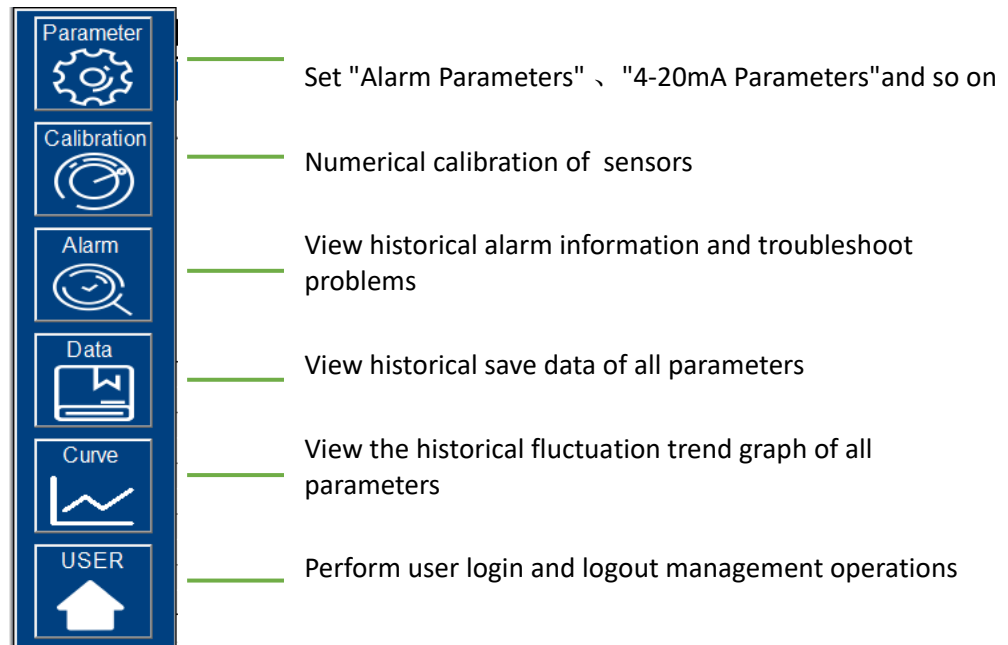 Parameter
Set "Alarm Parameters" 、"4-20mA Parameters"and so on
Calibration
Numerical calibration of  sensors
Alarm
View historical alarm information and troubleshoot
problems
Data
View historical save data of all parameters
Curve
View the historical fluctuation trend graph of all
parameters
USER
Perform user login and logout management operations